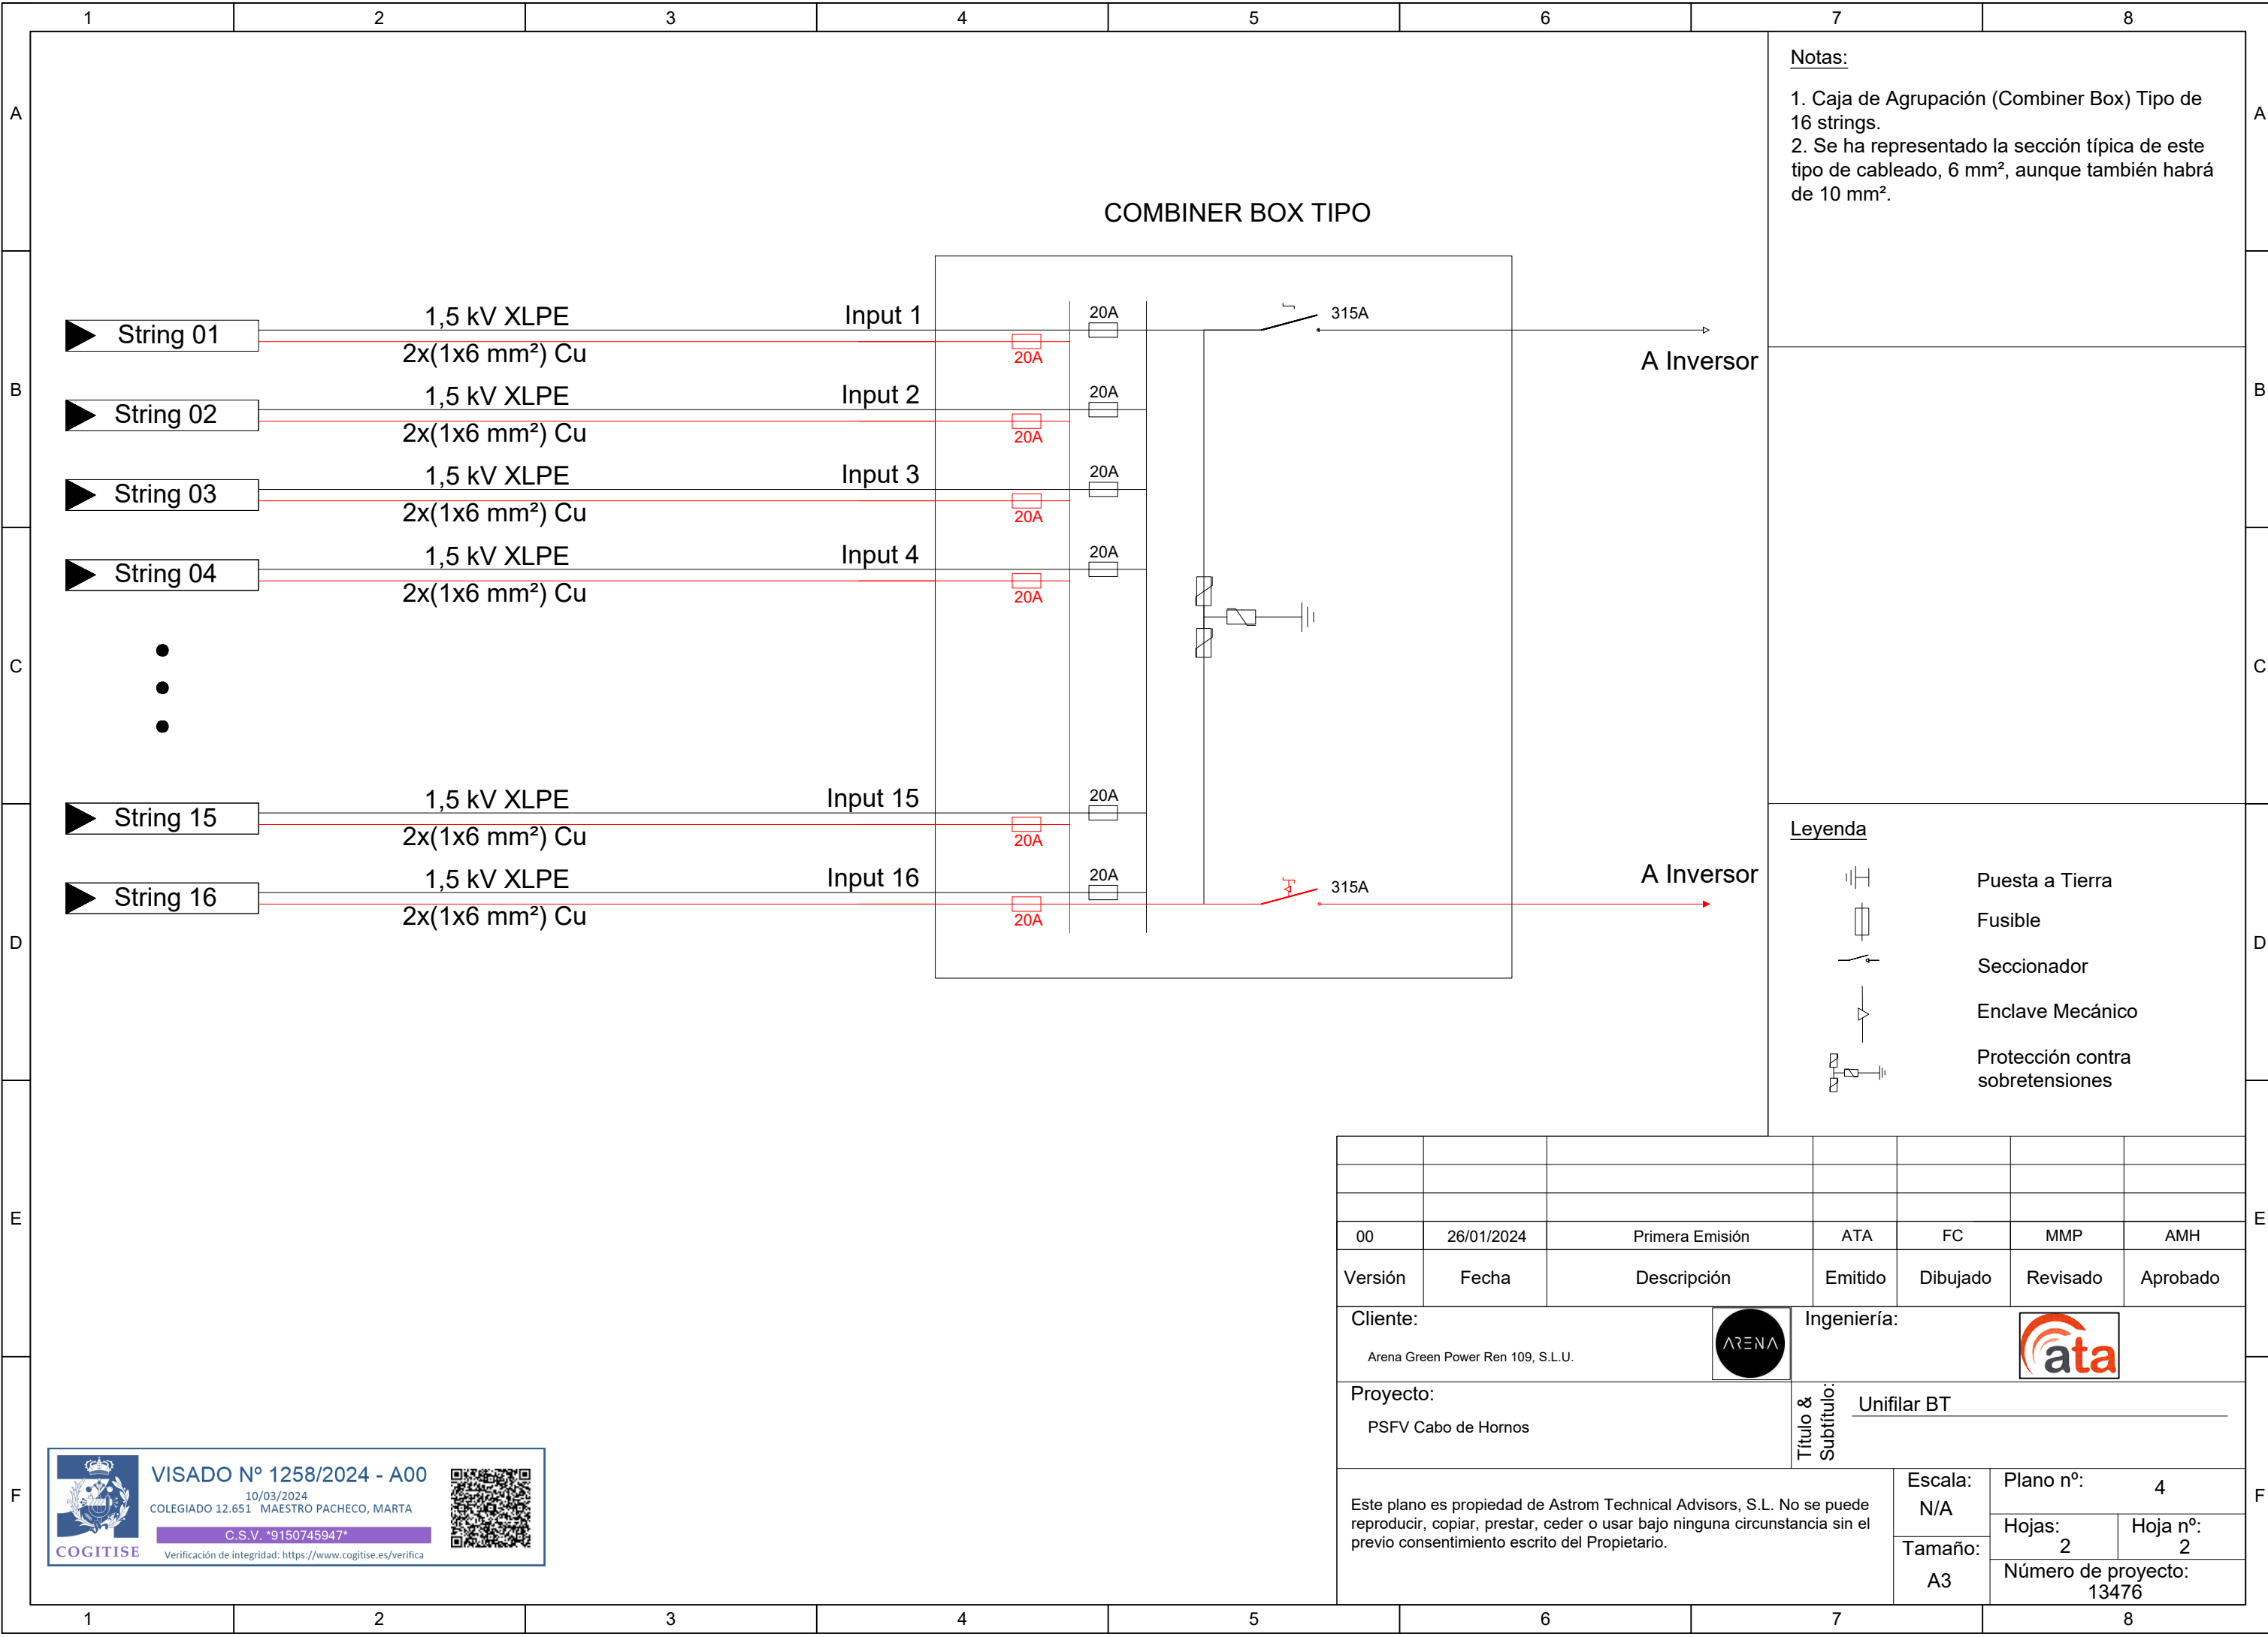 1 2 3 4 5 6 7 8
A
B
C
D
E
F
A
B
C
D
E
F
COMBINER BOX TIPO
String 01
1,5 kV XLPE
2x(1x6 mm²) Cu
Input 1
20A
20A
315A
A Inversor
String 02
1,5 kV XLPE
2x(1x6 mm²) Cu
Input 2
20A
20A
String 03
1,5 kV XLPE
2x(1x6 mm²) Cu
Input 3
20A
20A
String 04
1,5 kV XLPE
2x(1x6 mm²) Cu
Input 4
20A
20A
String 15
1,5 kV XLPE
2x(1x6 mm²) Cu
Input 15
20A
20A
String 16
1,5 kV XLPE
2x(1x6 mm²) Cu
Input 16
20A
20A
315A
A Inversor
Notas:
1. Caja de Agrupación (Combiner Box) Tipo de
16 strings.
2. Se ha representado la sección típica de este
tipo de cableado, 6 mm², aunque también habrá
de 10 mm².
Leyenda
Puesta a Tierra
Fusible
Seccionador
Enclave Mecánico
Protección contra
sobretensiones
00 26/01/2024 Primera Emisión ATA FC MMP AMH
Versión Fecha Descripción Emitido Dibujado Revisado Aprobado
Cliente:
Arena Green Power Ren 109, S.L.U.
ARENA
Ingeniería:
ata
Proyecto:
PSFV Cabo de Hornos
Título &
Subtítulo:
Unifilar BT
Este plano es propiedad de Astrom Technical Advisors, S.L. No se puede
reproducir, copiar, prestar, ceder o usar bajo ninguna circunstancia sin el
previo consentimiento escrito del Propietario.
Escala:
N/A
Tamaño:
A3
Plano nº:
4
Hojas:
2
Hoja nº:
2
Número de proyecto:
13476
COGITISE
VISADO Nº 1258/2024 - A00
10/03/2024
COLEGIADO 12.651 MAESTRO PACHECO, MARTA
C.S.V. *9150745947*
Verificación de integridad: https://www.cogitise.es/verifica
1 2 3 4 5 6 7 8